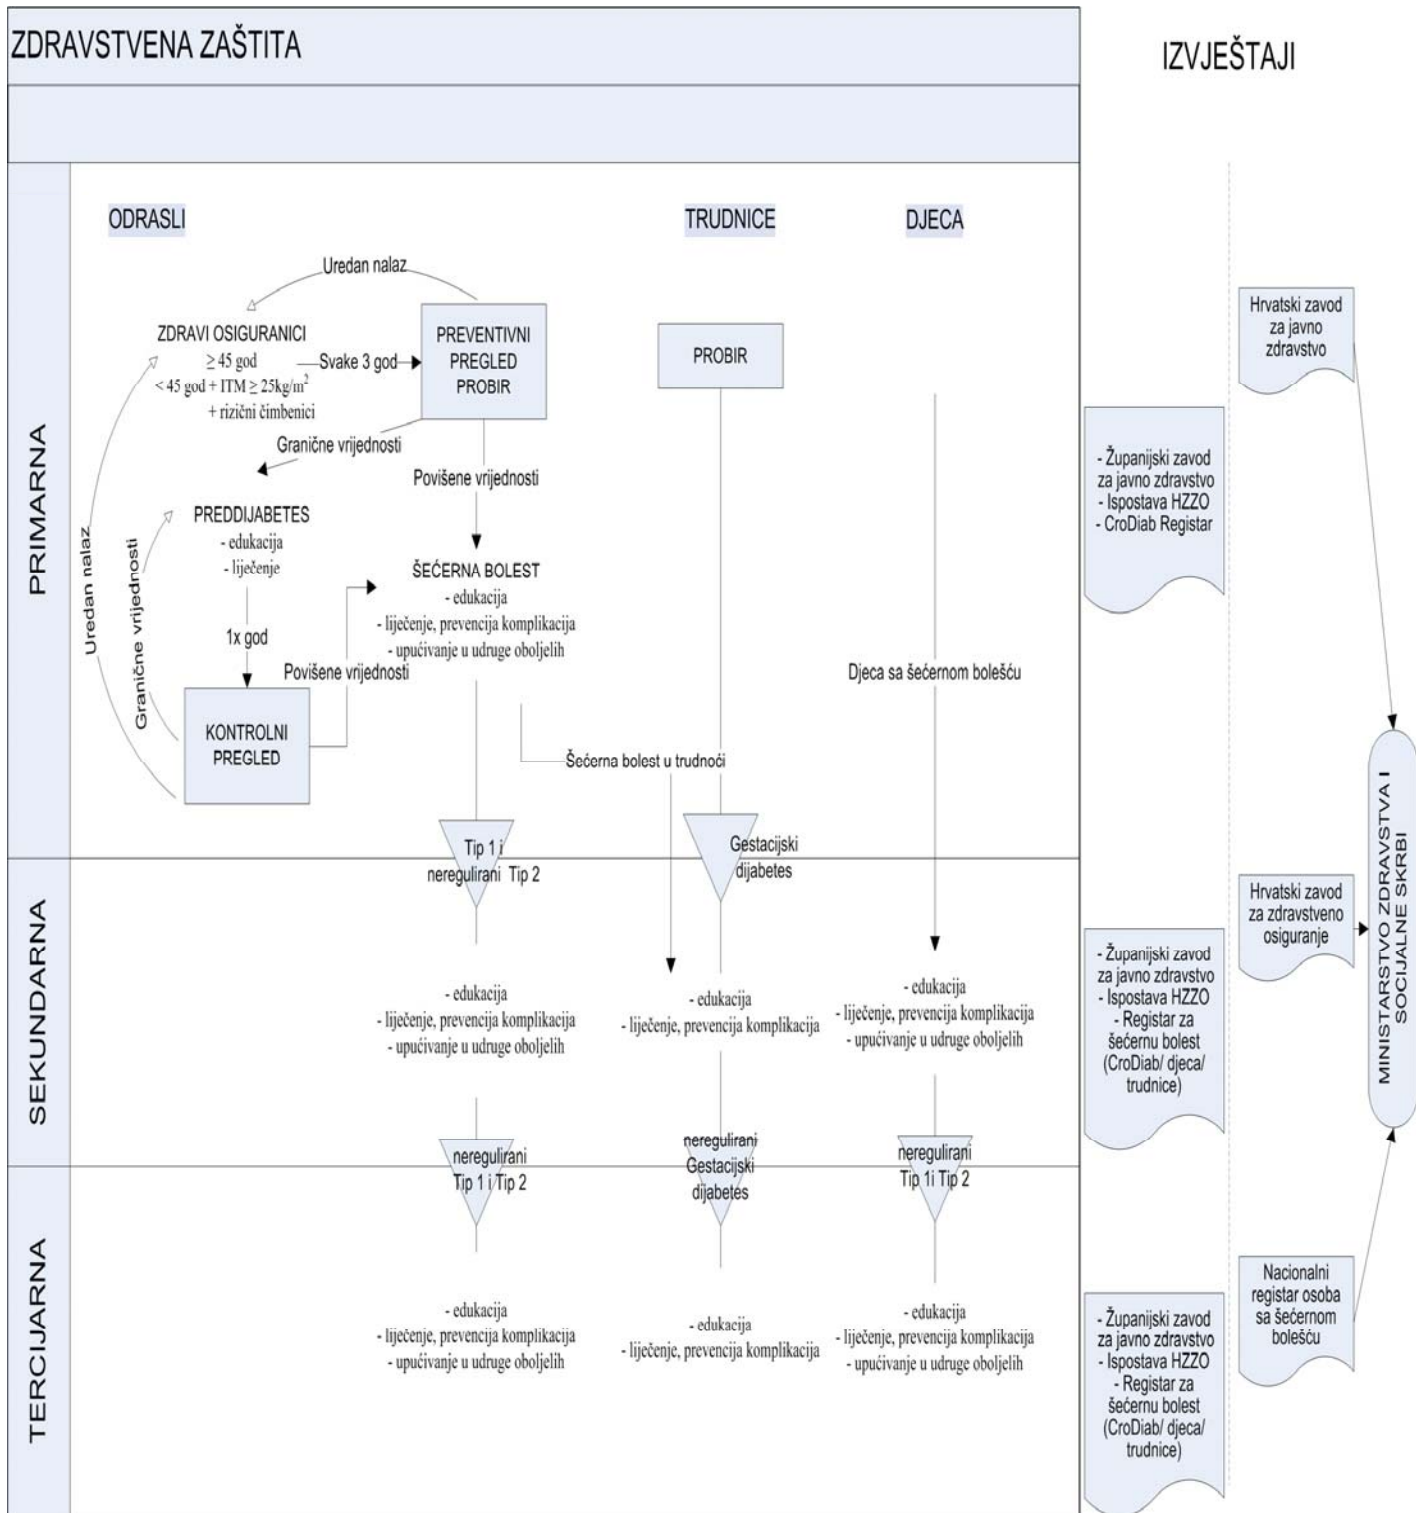 ZDRAVSTVENA ZAŠTITA
IZVJEŠTAJI
PRIMARNA
ODRASLI
TRUDNICE
DJECA
Uredan nalaz
ZDRAVI OSIGURANICI
≥ 45 god
< 45 god + ITM ≥ 25kg/m²
+ rizični čimbenici
Svake 3 god
PREVENTIVNI
PREGLED
PROBIR
PROBIR
Granične vrijednosti
Povišene vrijednosti
PREDDIJABETES
- edukacija
- liječenje
Uredan nalaz
Granične vrijednosti
1x god
KONTROLNI
PREGLED
Povišene vrijednosti
ŠEĆERNA BOLEST
- edukacija
- liječenje, prevencija komplikacija
- upućivanje u udruge oboljelih
Šećerna bolest u trudnoći
Djeca sa šećernom bolešću
Tip 1 i
neregulirani Tip 2
Gestacijski
dijabetes
SEKUNDARNA
- edukacija
- liječenje, prevencija komplikacija
- upućivanje u udruge oboljelih
- edukacija
- liječenje, prevencija komplikacija
- edukacija
- liječenje, prevencija komplikacija
- upućivanje u udruge oboljelih
neregulirani
Tip 1 i Tip 2
neregulirani
Gestacijski
dijabetes
neregulirani
Tip 1i Tip 2
TERCIJARNA
- edukacija
- liječenje, prevencija komplikacija
- upućivanje u udruge oboljelih
- edukacija
- liječenje, prevencija komplikacija
- edukacija
- liječenje, prevencija komplikacija
- upućivanje u udruge oboljelih
- Županijski zavod
za javno zdravstvo
- Ispostava HZZO
- CroDiab Registar
- Županijski zavod
za javno zdravstvo
- Ispostava HZZO
- Registar za
šećernu bolest
(CroDiab/ djeca/
trudnice)
- Županijski zavod
za javno zdravstvo
- Ispostava HZZO
- Registar za
šećernu bolest
(CroDiab/ djeca/
trudnice)
Hrvatski zavod
za javno
zdravstvo
Hrvatski zavod
za zdravstveno
osiguranje
Nacionalni
registar osoba
sa šećernom
bolešću
MINISTARSTVO ZDRAVSTVA I
SOCIJALNE SKRBI